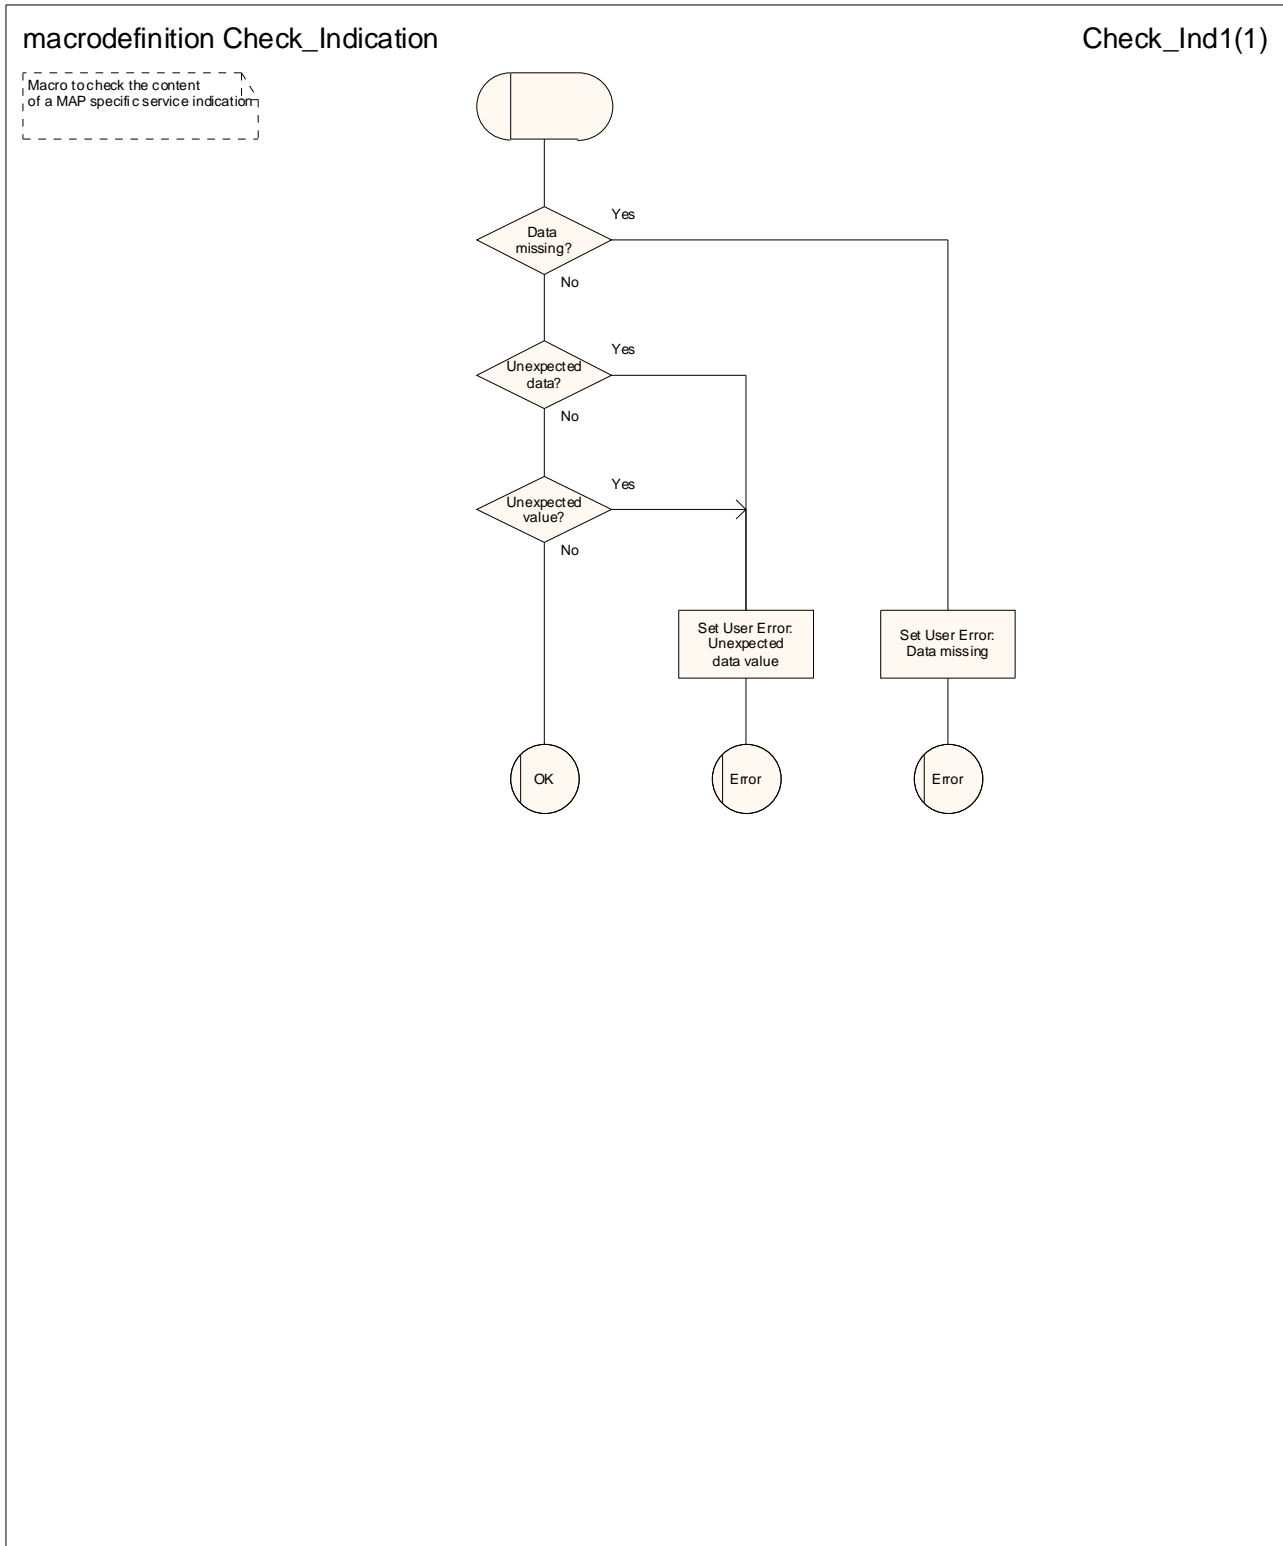 macrodefinition Check_Indication
Check_Ind1(1)
Macro to check the content
of a MAP specific service indication
Yes
Data
missing?
No
Yes
Unexpected
data?
No
Yes
Unexpected
value?
No
Set User Error:
Unexpected
data value
Set User Error:
Data missing
OK
Error
Error